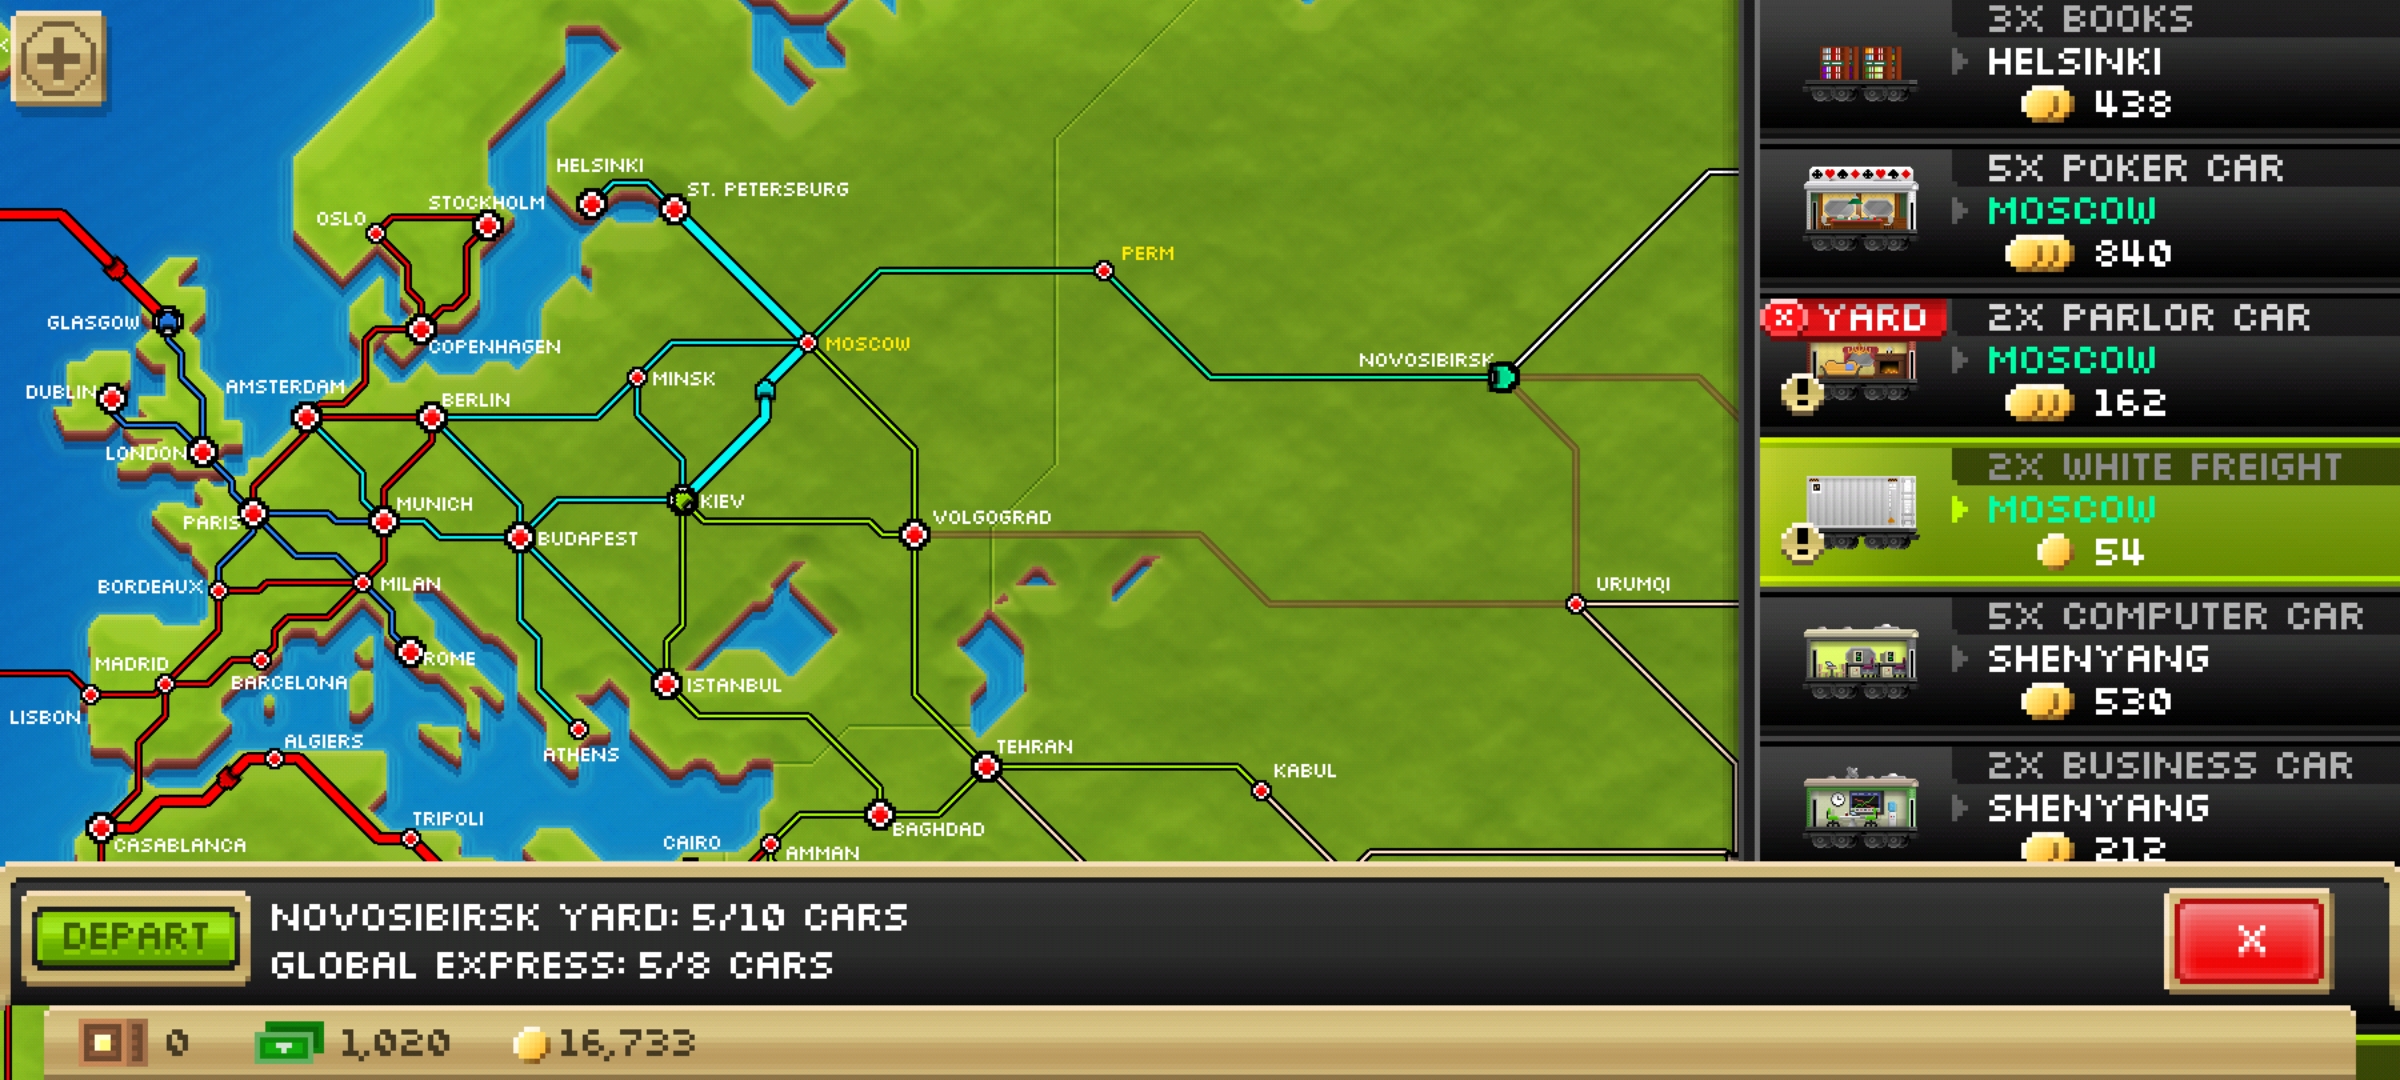 3X BOOKS
HELSINKI
438
5X POKER CAR
MOSCOW
840
X YARD
2X PARLOR CAR
MOSCOW
162
2X WHITE FREIGHT
MOSCOW
54
5X COMPUTER CAR
SHENYANG
530
2X BUSINESS CAR
SHENYANG
212
HELSINKI
ST. PETERSBURG
STOCKHOLM
OSLO
PERM
GLASGOW
COPENHAGEN
MOSCOW
NOVOSIBIRSK
MINSK
DUBLIN
AMSTERDAM
BERLIN
LONDON
MUNICH
KIEV
PARIS
BUDAPEST
VOLGOGRAD
BORDEAUX
MILAN
URUMQI
MADRID
ROME
BARCELONA
ISTANBUL
LISBON
ALGIERS
ATHENS
TEHRAN
KABUL
TRIPOLI
CASABLANCA
CAIRO
BAGHDAD
AMMAN
DEPART
NOVOSIBIRSK YARD: 5/10 CARS
GLOBAL EXPRESS: 5/8 CARS
X
0
1,020
16,733